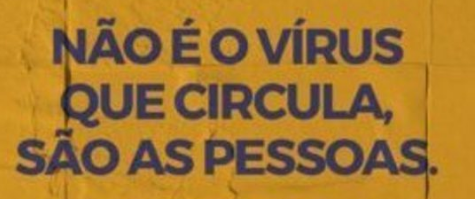 NÃO É O VÍRUS
QUE CIRCULA,
SÃO AS PESSOAS.